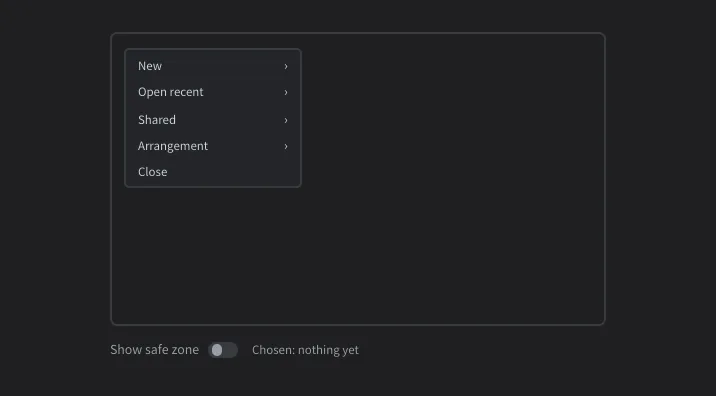 New ›
Open recent ›
Shared ›
Arrangement ›
Close
Show safe zone Chosen: nothing yet